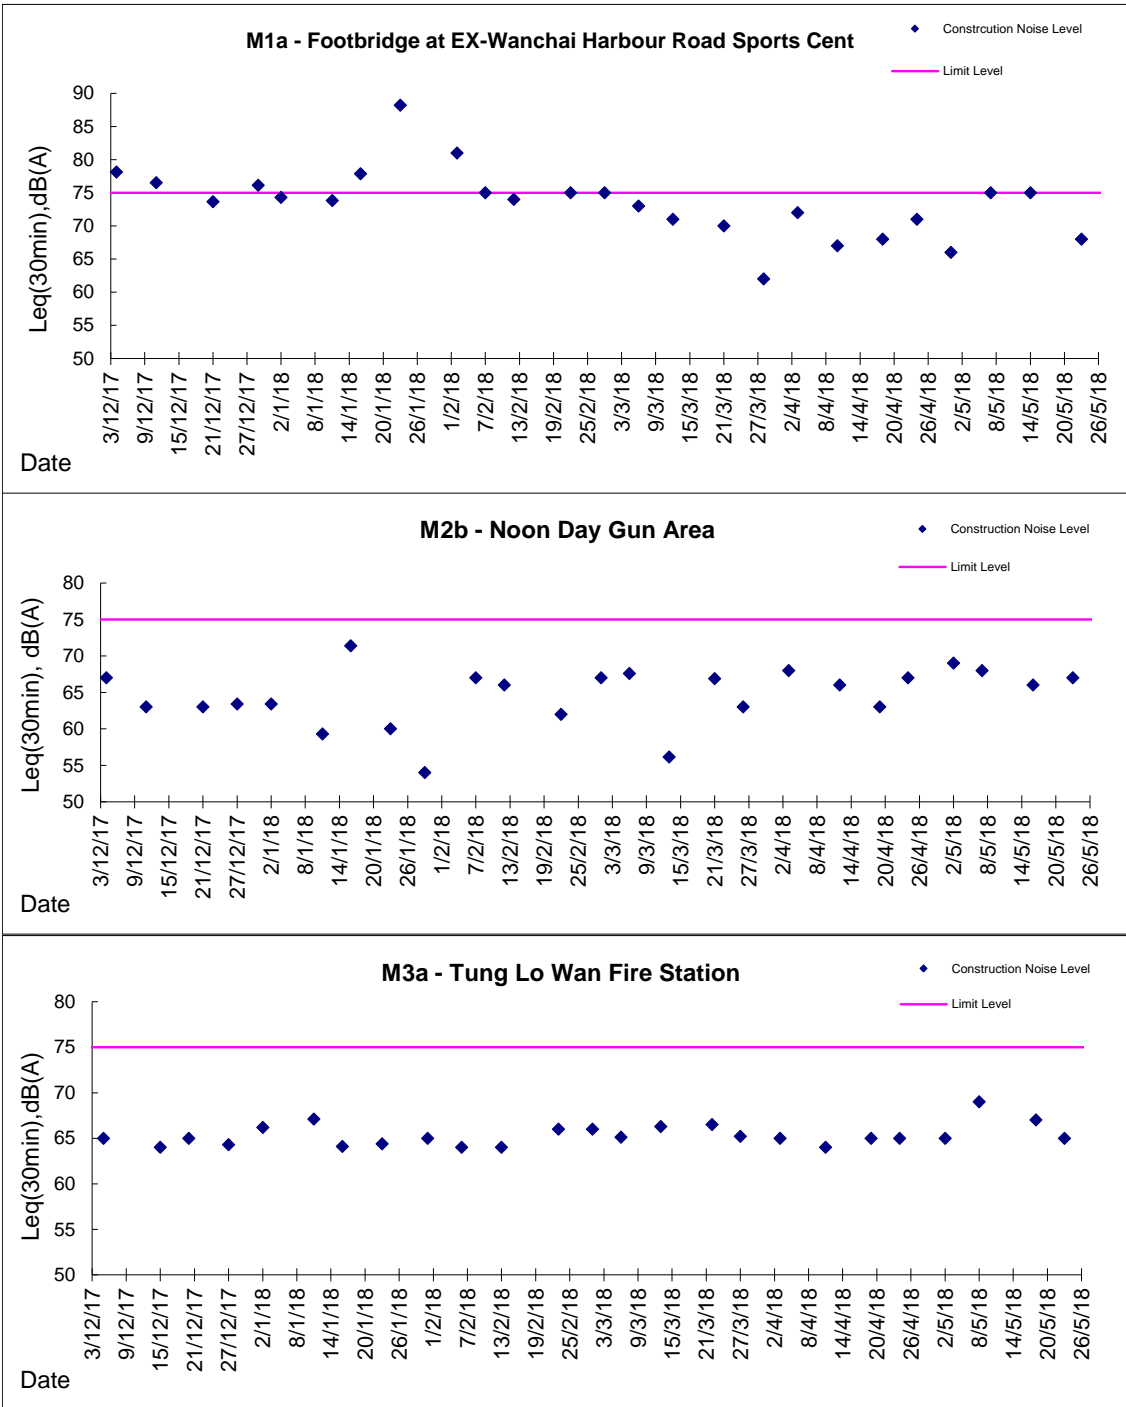 M1a - Footbridge at EX-Wanchai Harbour Road Sports Cent
Constrcution Noise Level
Limit Level
Leq(30min),dB(A)
90
85
80
75
70
65
60
55
50
3/12/17 9/12/17 15/12/17 21/12/17 27/12/17 2/1/18 8/1/18 14/1/18 20/1/18 26/1/18 1/2/18 7/2/18 13/2/18 19/2/18 25/2/18 3/3/18 9/3/18 15/3/18 21/3/18 27/3/18 2/4/18 8/4/18 14/4/18 20/4/18 26/4/18 2/5/18 8/5/18 14/5/18 20/5/18 26/5/18
Date
M2b - Noon Day Gun Area
Construction Noise Level
Limit Level
Leq(30min), dB(A)
80
75
70
65
60
55
50
3/12/17 9/12/17 15/12/17 21/12/17 27/12/17 2/1/18 8/1/18 14/1/18 20/1/18 26/1/18 1/2/18 7/2/18 13/2/18 19/2/18 25/2/18 3/3/18 9/3/18 15/3/18 21/3/18 27/3/18 2/4/18 8/4/18 14/4/18 20/4/18 26/4/18 2/5/18 8/5/18 14/5/18 20/5/18 26/5/18
Date
M3a - Tung Lo Wan Fire Station
Construction Noise Level
Limit Level
Leq(30min),dB(A)
80
75
70
65
60
55
50
3/12/17 9/12/17 15/12/17 21/12/17 27/12/17 2/1/18 8/1/18 14/1/18 20/1/18 26/1/18 1/2/18 7/2/18 13/2/18 19/2/18 25/2/18 3/3/18 9/3/18 15/3/18 21/3/18 27/3/18 2/4/18 8/4/18 14/4/18 20/4/18 26/4/18 2/5/18 8/5/18 14/5/18 20/5/18 26/5/18
Date